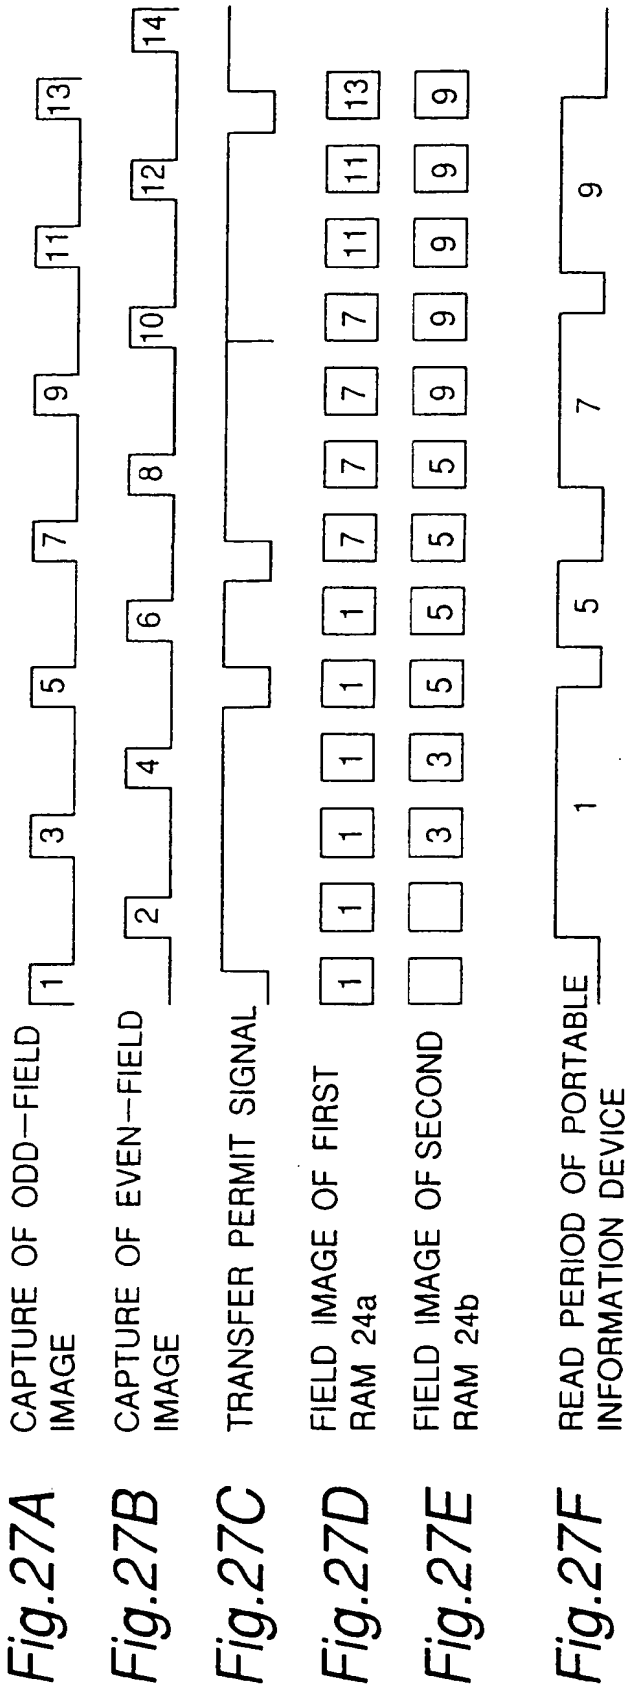 Fig.27A CAPTURE OF ODD-FIELD
IMAGE
1 3 5 7 9 11 13
Fig.27B CAPTURE OF EVEN-FIELD
IMAGE
2 4 6 8 10 12 14
Fig.27C TRANSFER PERMIT SIGNAL
Fig.27D FIELD IMAGE OF FIRST
RAM 24a
1 1 1 1 1 1 7 7 7 7 11 11 13
Fig.27E FIELD IMAGE OF SECOND
RAM 24b
3 3 5 5 5 5 9 9 9 9 9
Fig.27F READ PERIOD OF PORTABLE
INFORMATION DEVICE
1 5 7 9